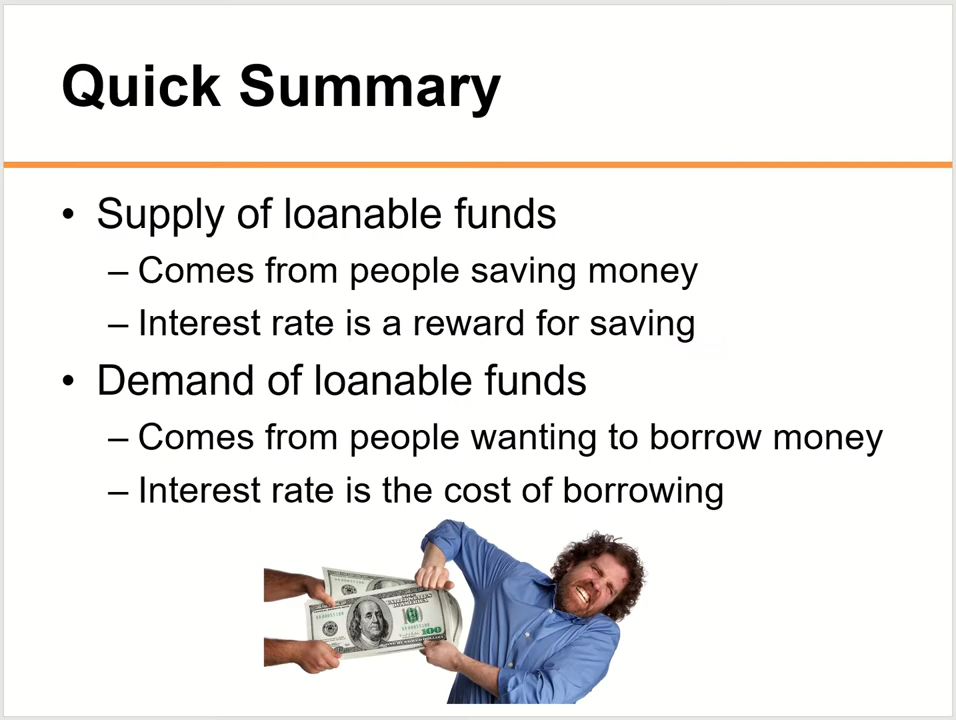 Quick Summary
• Supply of loanable funds
– Comes from people saving money
– Interest rate is a reward for saving
• Demand of loanable funds
– Comes from people wanting to borrow money
– Interest rate is the cost of borrowing
100